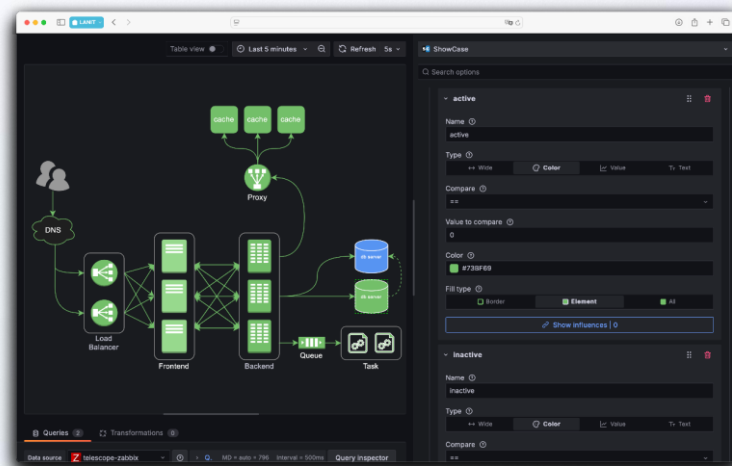 LANIT
Table view
Last 5 minutes
Refresh 5s
ShowCase
Search options
cache cache cache
Proxy
DNS
db server
db server
Load
Balancer
Frontend
Backend
Queue
Task
Queries 2
Transformations 0
Data source
telescope-zabbix
Q.
MD = auto = 796
Interval = 500ms
Query inspector
active
Name
active
Type
Wide
Color
Value
Text
Compare
==
Value to compare
0
Color
#739F69
Fill type
Border
Element
All
Show influences | 0
inactive
Name
inactive
Type
Wide
Color
Value
Text
Compare
==